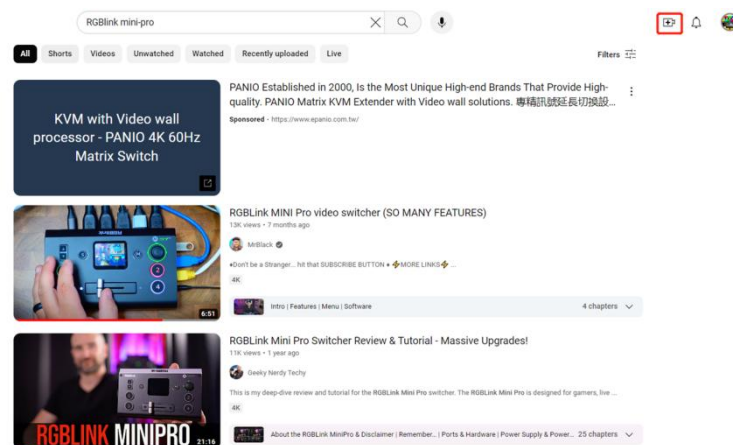 RGBlink mini-pro
All Shorts Videos Unwatched Watched Recently uploaded Live Filters
KVM with Video wall
processor - PANIO 4K 60Hz
Matrix Switch
PANIO Established in 2000, Is the Most Unique High-end Brands That Provide High-
quality. PANIO Matrix KVM Extender with Video wall solutions. 專精訊號延長切換設...
Sponsored · https://www.epanio.com.tw/
6:51
RGBLink MINI Pro video switcher (SO MANY FEATURES)
13K views • 7 months ago
MrBlack
♦Don't be a Stranger... hit that SUBSCRIBE BUTTON ♦ MORE LINKS ...
4K
Intro | Features | Menu | Software 4 chapters
RGBLINK MINIPRO
21:16
RGBLink Mini Pro Switcher Review & Tutorial - Massive Upgrades!
11K views • 1 year ago
Geeky Nerdy Techy
This is my deep-dive review and tutorial for the RGBLink Mini Pro switcher. The RGBLink Mini Pro is designed for gamers, live ...
4K
About the RGBLink MiniPro & Disclaimer | Remember... | Ports & Hardware | Power Supply & Power... 25 chapters